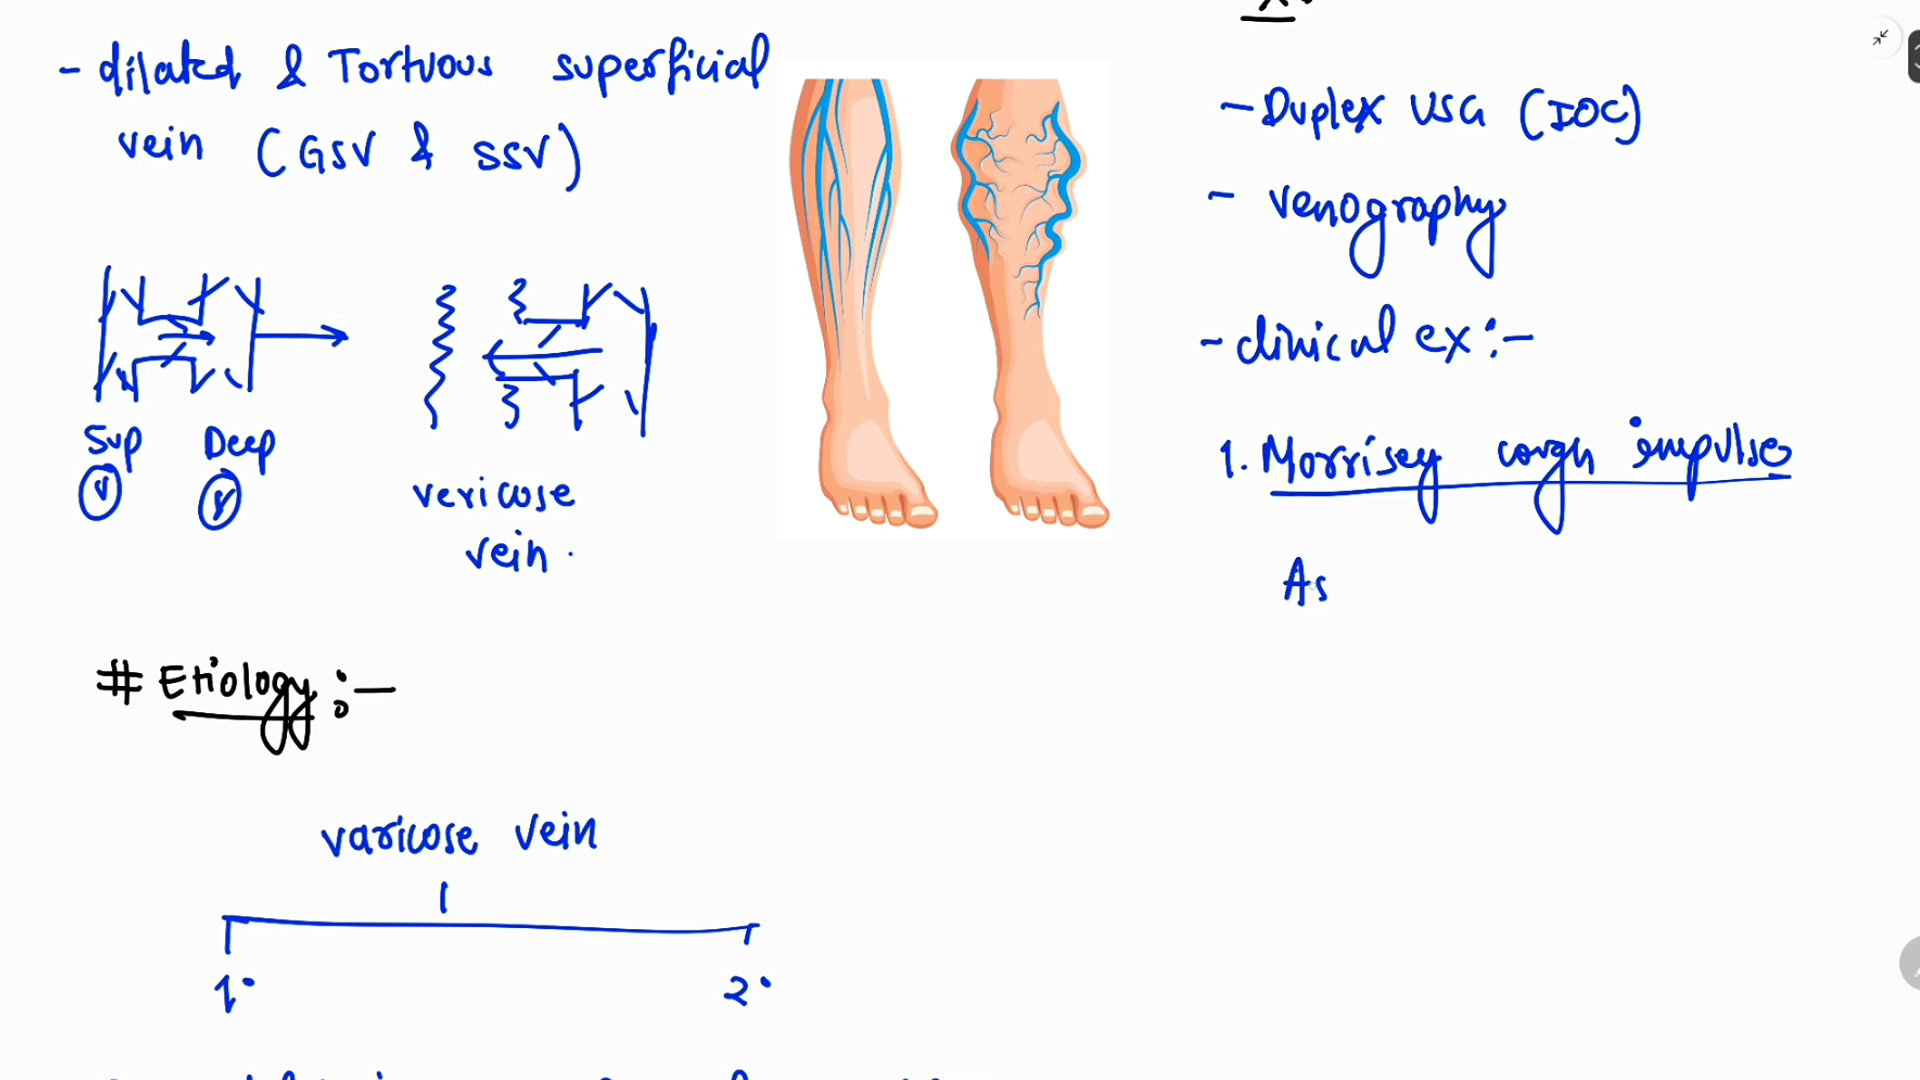 - dilated & Tortuous superficial
vein (GSV & SSV)
Sup Deep
V V
vericose
vein.
# Etiology :-
varicose vein
1° 2°
- Duplex USG (IOC)
- venography
- clinical ex :-
1. Morrisey cough impulse
As